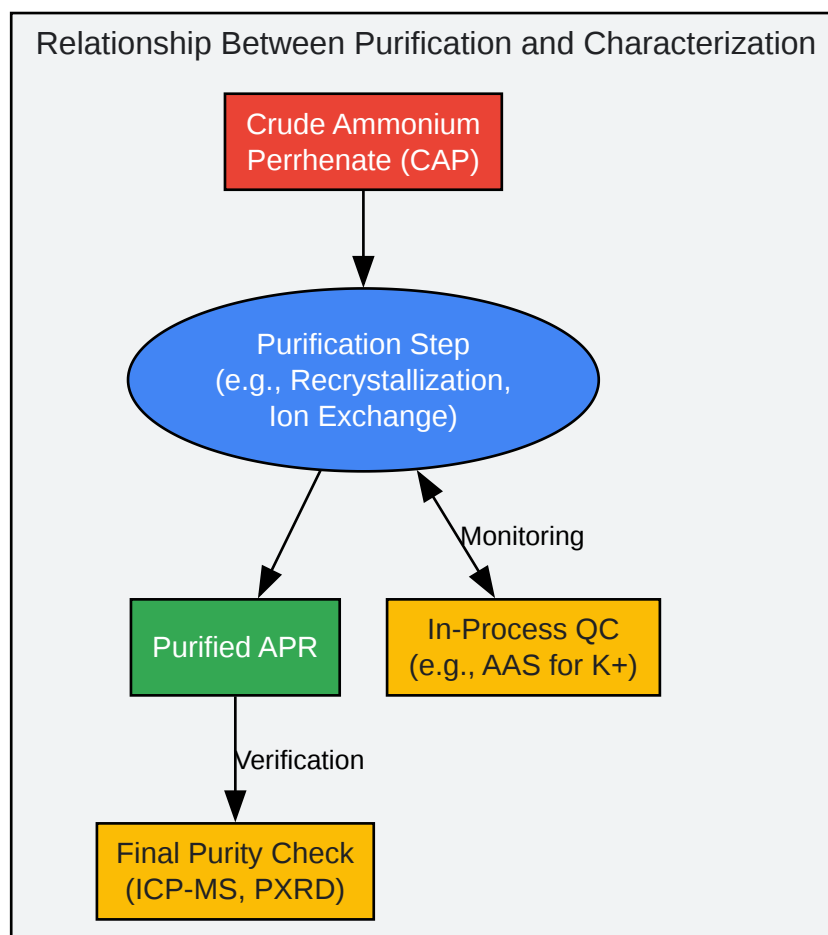 Relationship Between Purification and Characterization
Crude Ammonium
Perrhenate (CAP)
Purification Step
(e.g., Recrystallization,
Ion Exchange)
Monitoring
Purified APR
In-Process QC
(e.g., AAS for K+)
Verification
Final Purity Check
(ICP-MS, PXRD)